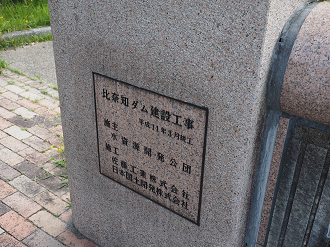 比奈知ダム建設工事
平成11年3月竣工
施主 水資源開発公団
施工 佐藤工業株式会社
日本国土開発株式会社